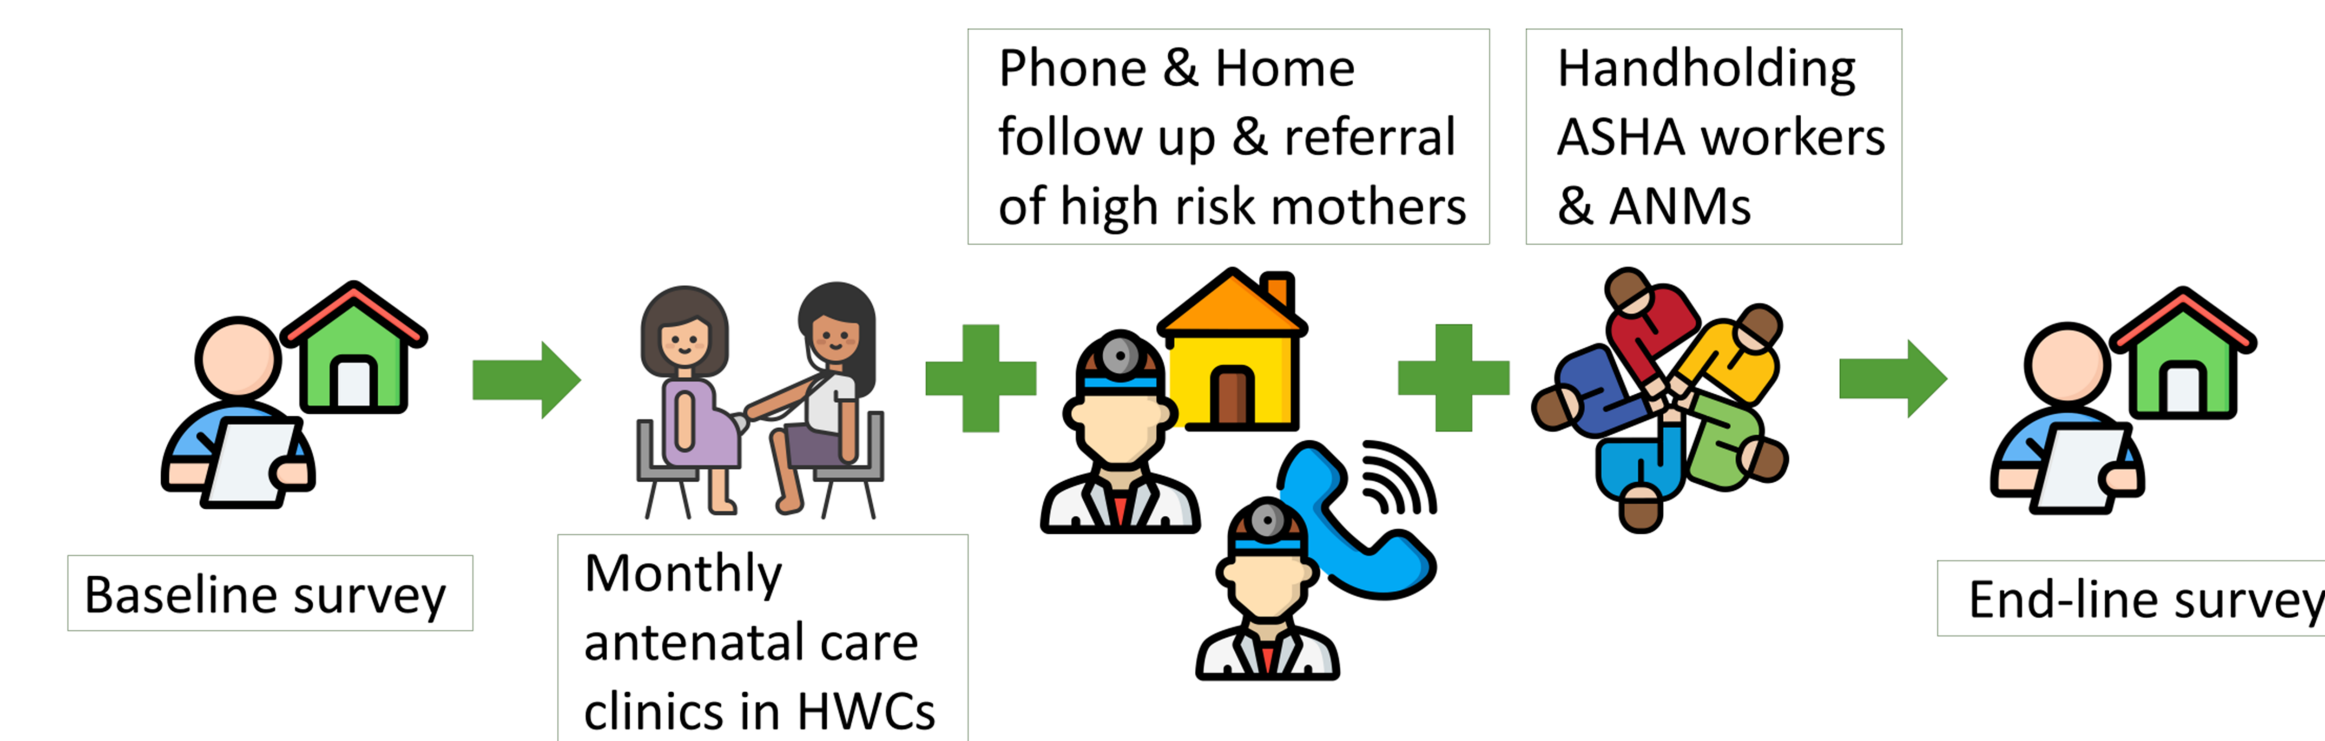 Baseline survey
Monthly
antenatal care
clinics in HWCs
Phone & Home
follow up & referral
of high risk mothers
Handholding
ASHA workers
& ANMs
End-line survey